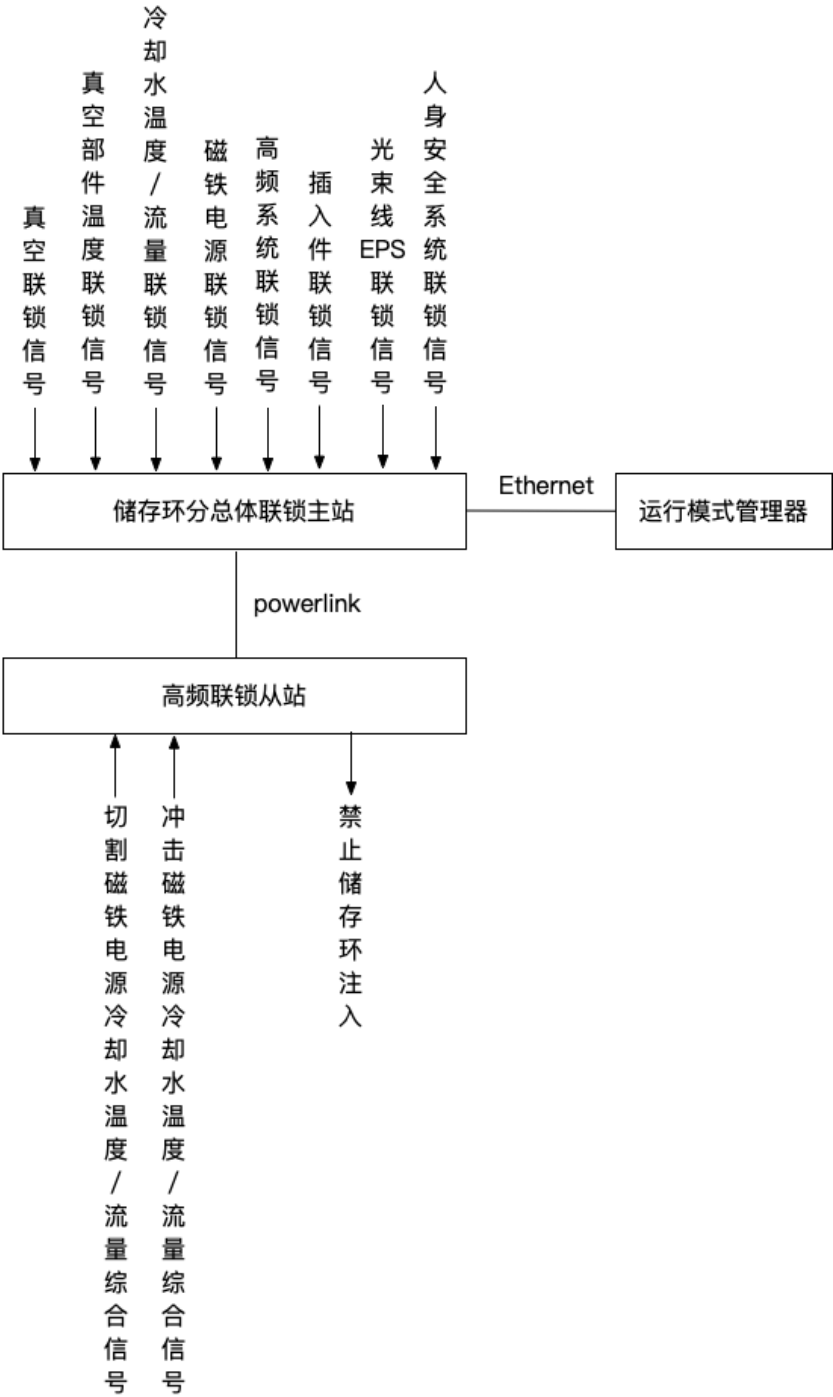 真空联锁信号
真空部件温度联锁信号
冷却水温度/流量联锁信号
磁铁电源联锁信号
高频系统联锁信号
插入件联锁信号
光束线EPS联锁信号
人身安全系统联锁信号
储存环分总体联锁主站
Ethernet
运行模式管理器
powerlink
高频联锁从站
切割磁铁电源冷却水温度/流量综合信号
冲击磁铁电源冷却水温度/流量综合信号
禁止储存环注入